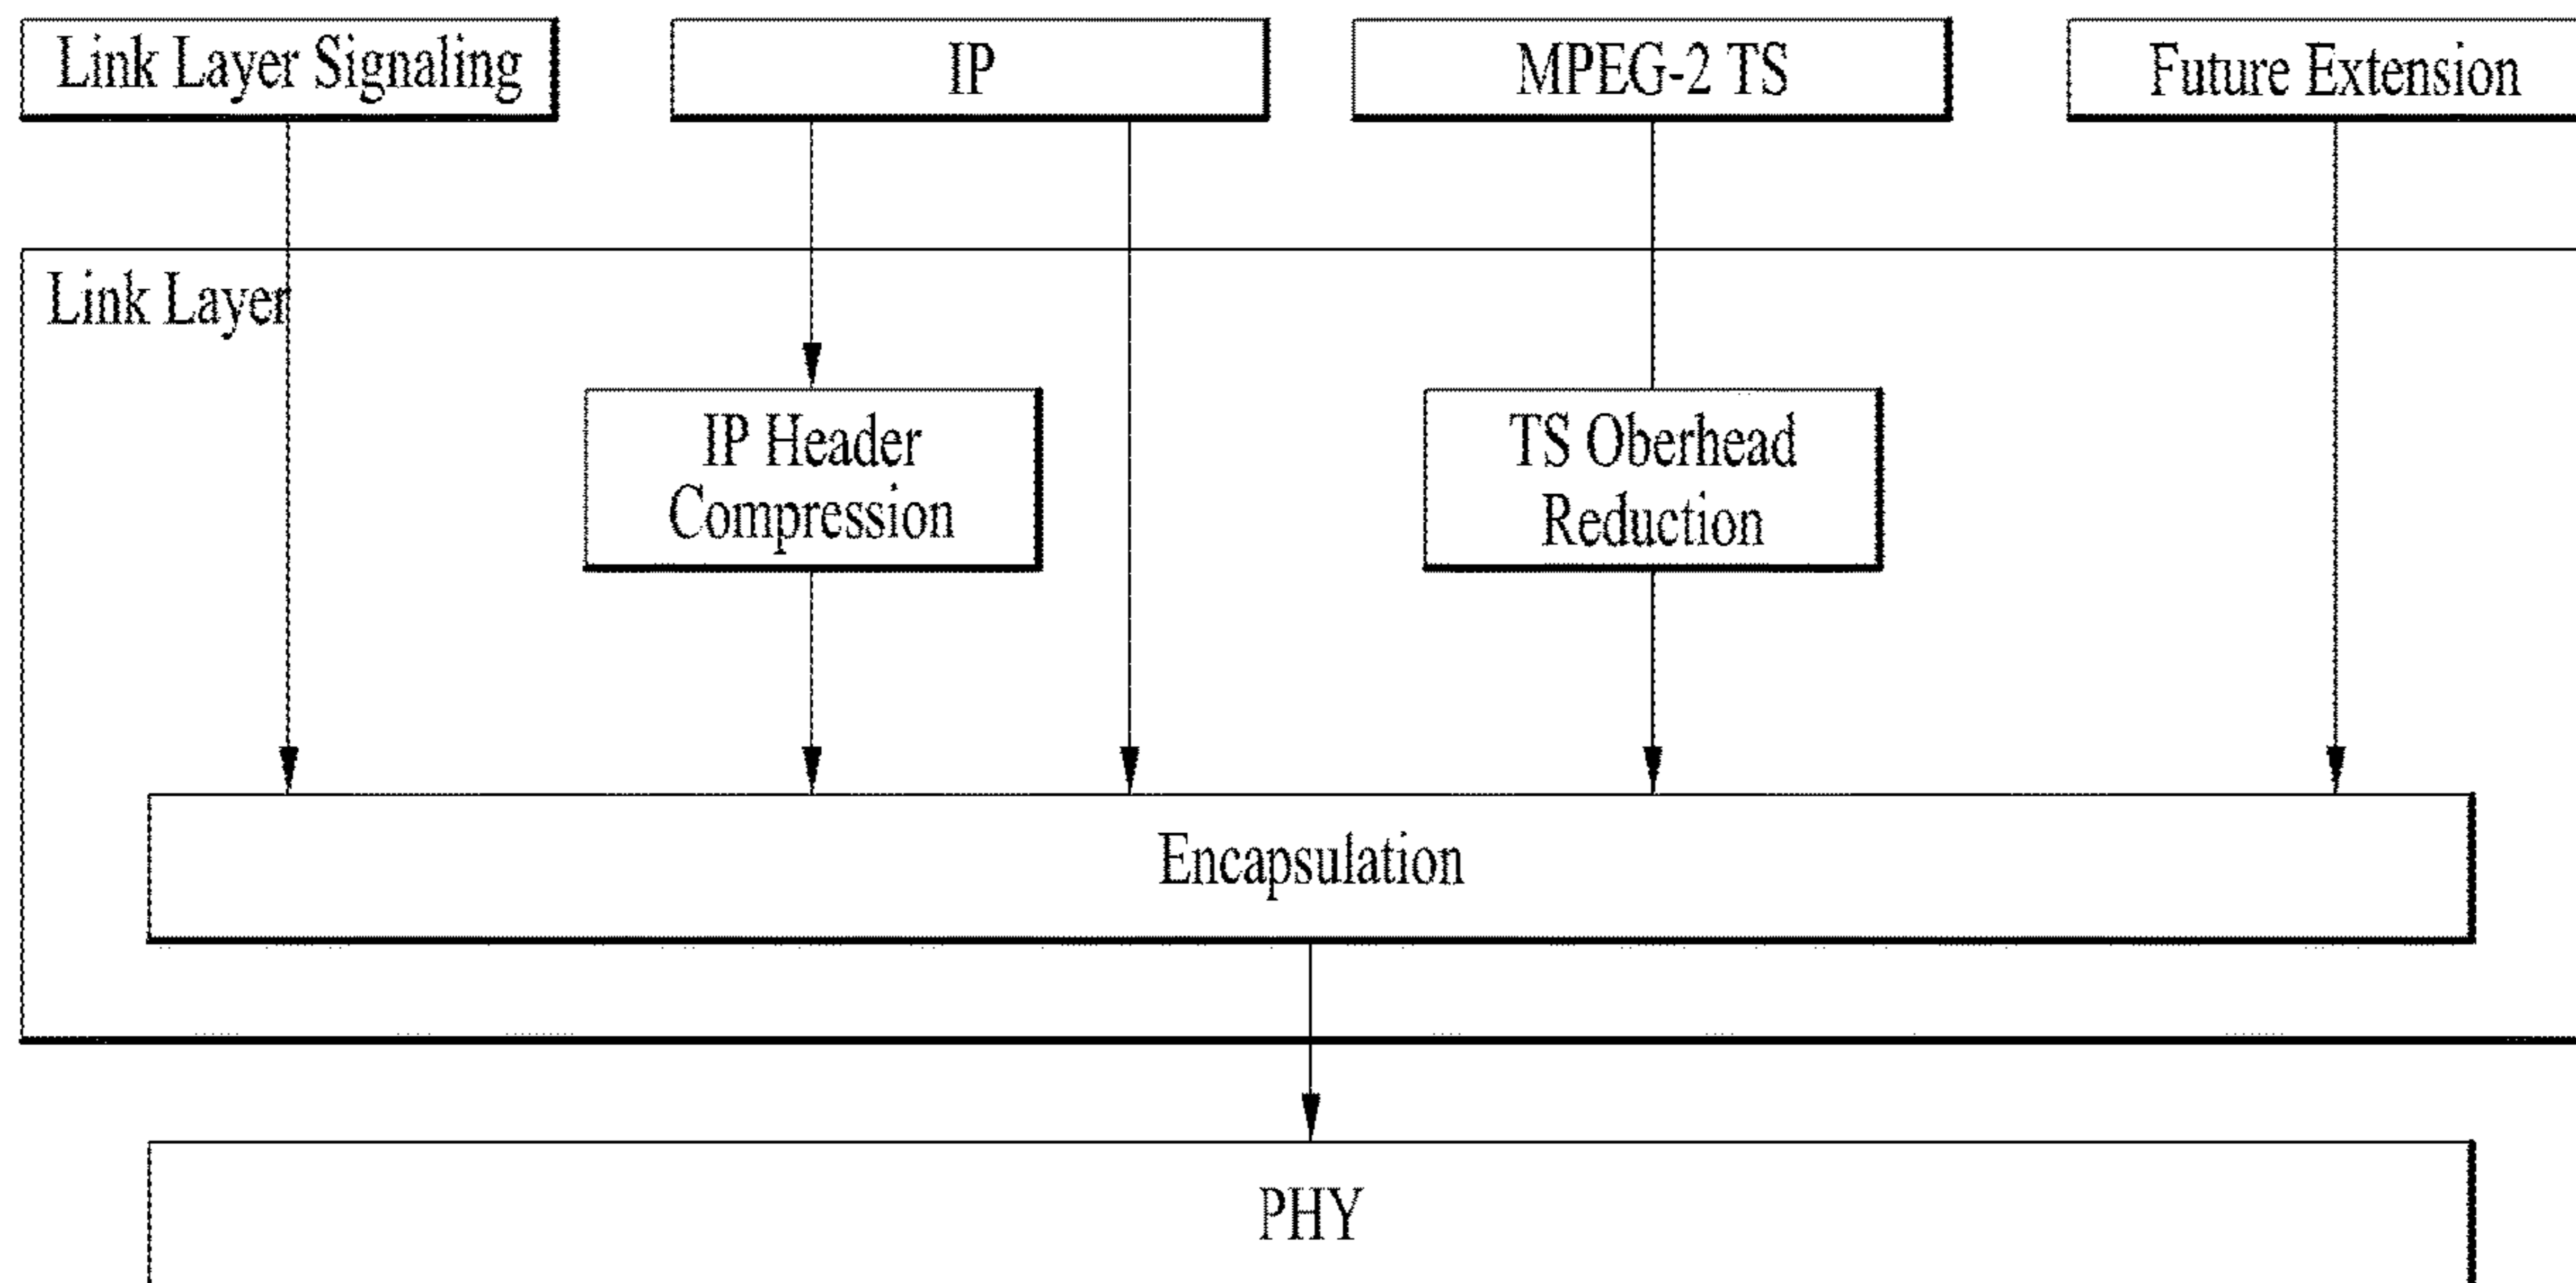 Link Layer Signaling
IP
MPEG-2 TS
Future Extension
Link Layer
IP Header
Compression
TS Oberhead
Reduction
Encapsulation
PHY